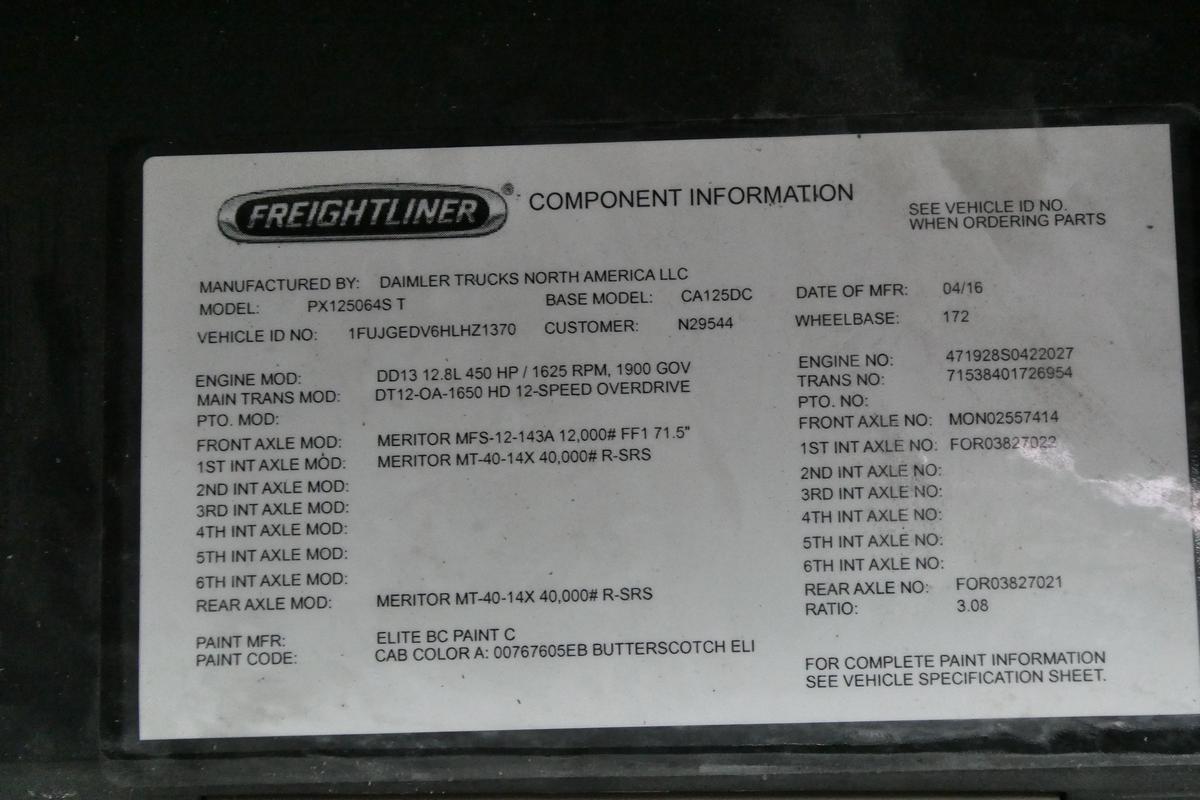 FREIGHTLINER ® COMPONENT INFORMATION
SEE VEHICLE ID NO.
WHEN ORDERING PARTS
MANUFACTURED BY: DAIMLER TRUCKS NORTH AMERICA LLC
MODEL: PX125064S T BASE MODEL: CA125DC DATE OF MFR: 04/16
VEHICLE ID NO: 1FUJGEDV6HLHZ1370 CUSTOMER: N29544 WHEELBASE: 172
ENGINE MOD: DD13 12.8L 450 HP / 1625 RPM, 1900 GOV ENGINE NO: 471928S0422027
MAIN TRANS MOD: DT12-OA-1650 HD 12-SPEED OVERDRIVE TRANS NO: 71538401726954
PTO. MOD: PTO. NO:
FRONT AXLE MOD: MERITOR MFS-12-143A 12,000# FF1 71.5" FRONT AXLE NO: MON02557414
1ST INT AXLE MOD: MERITOR MT-40-14X 40,000# R-SRS 1ST INT AXLE NO: FOR03827022
2ND INT AXLE MOD: 2ND INT AXLE NO:
3RD INT AXLE MOD: 3RD INT AXLE NO:
4TH INT AXLE MOD: 4TH INT AXLE NO:
5TH INT AXLE MOD: 5TH INT AXLE NO:
6TH INT AXLE MOD: 6TH INT AXLE NO:
REAR AXLE MOD: MERITOR MT-40-14X 40,000# R-SRS REAR AXLE NO: FOR03827021
RATIO: 3.08
PAINT MFR: ELITE BC PAINT C
PAINT CODE: CAB COLOR A: 00767605EB BUTTERSCOTCH ELI
FOR COMPLETE PAINT INFORMATION
SEE VEHICLE SPECIFICATION SHEET.